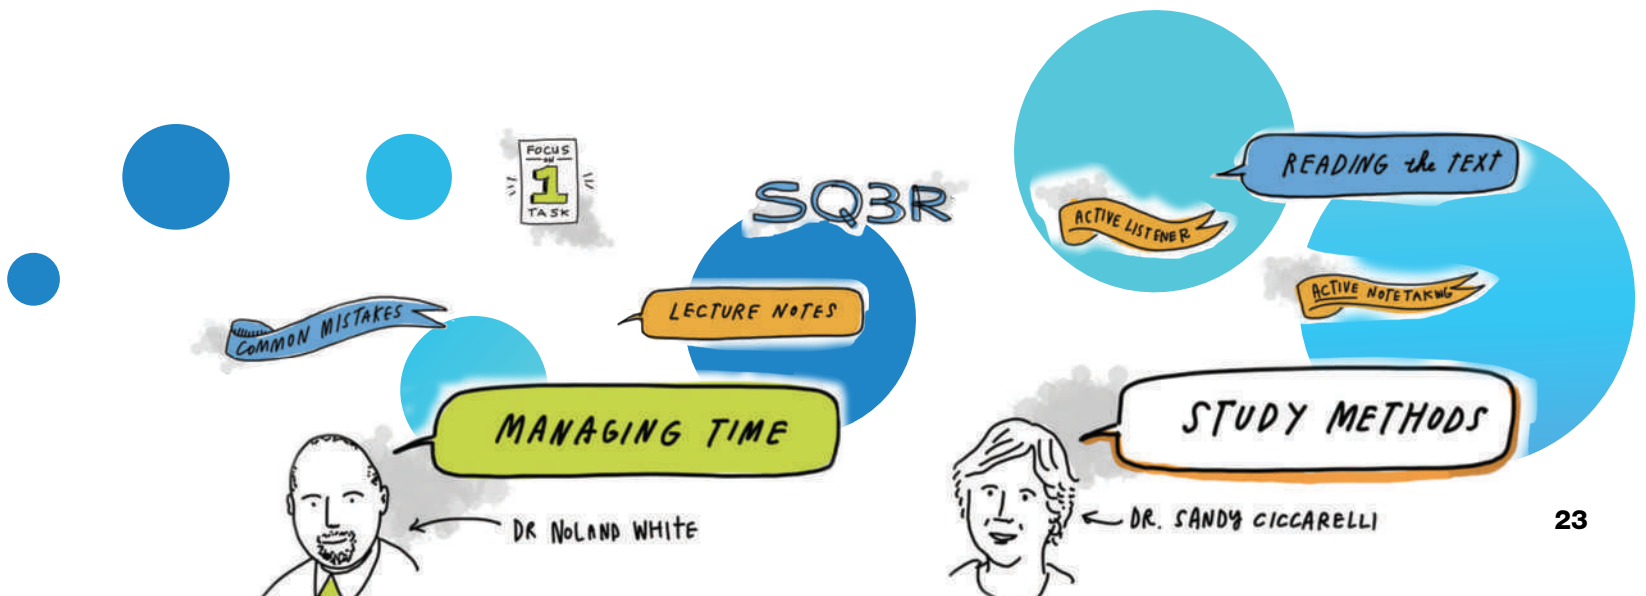 FOCUS
ON
1
TASK
SQ3R
READING the TEXT
ACTIVE LISTENER
ACTIVE NOTETAKING
COMMON MISTAKES
LECTURE NOTES
MANAGING TIME
STUDY METHODS
DR NOLAND WHITE
DR. SANDY CICCARELLI
23